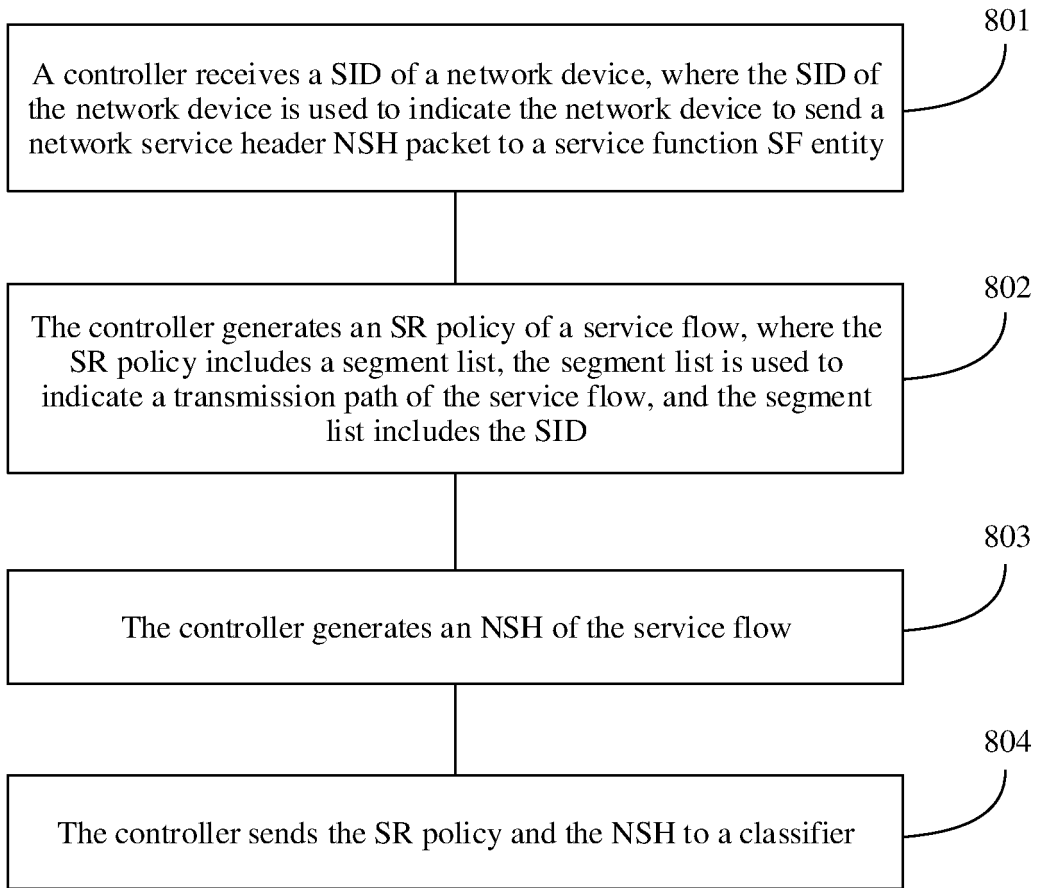 801
A controller receives a SID of a network device, where the SID of
the network device is used to indicate the network device to send a
network service header NSH packet to a service function SF entity
802
The controller generates an SR policy of a service flow, where the
SR policy includes a segment list, the segment list is used to
indicate a transmission path of the service flow, and the segment
list includes the SID
803
The controller generates an NSH of the service flow
804
The controller sends the SR policy and the NSH to a classifier